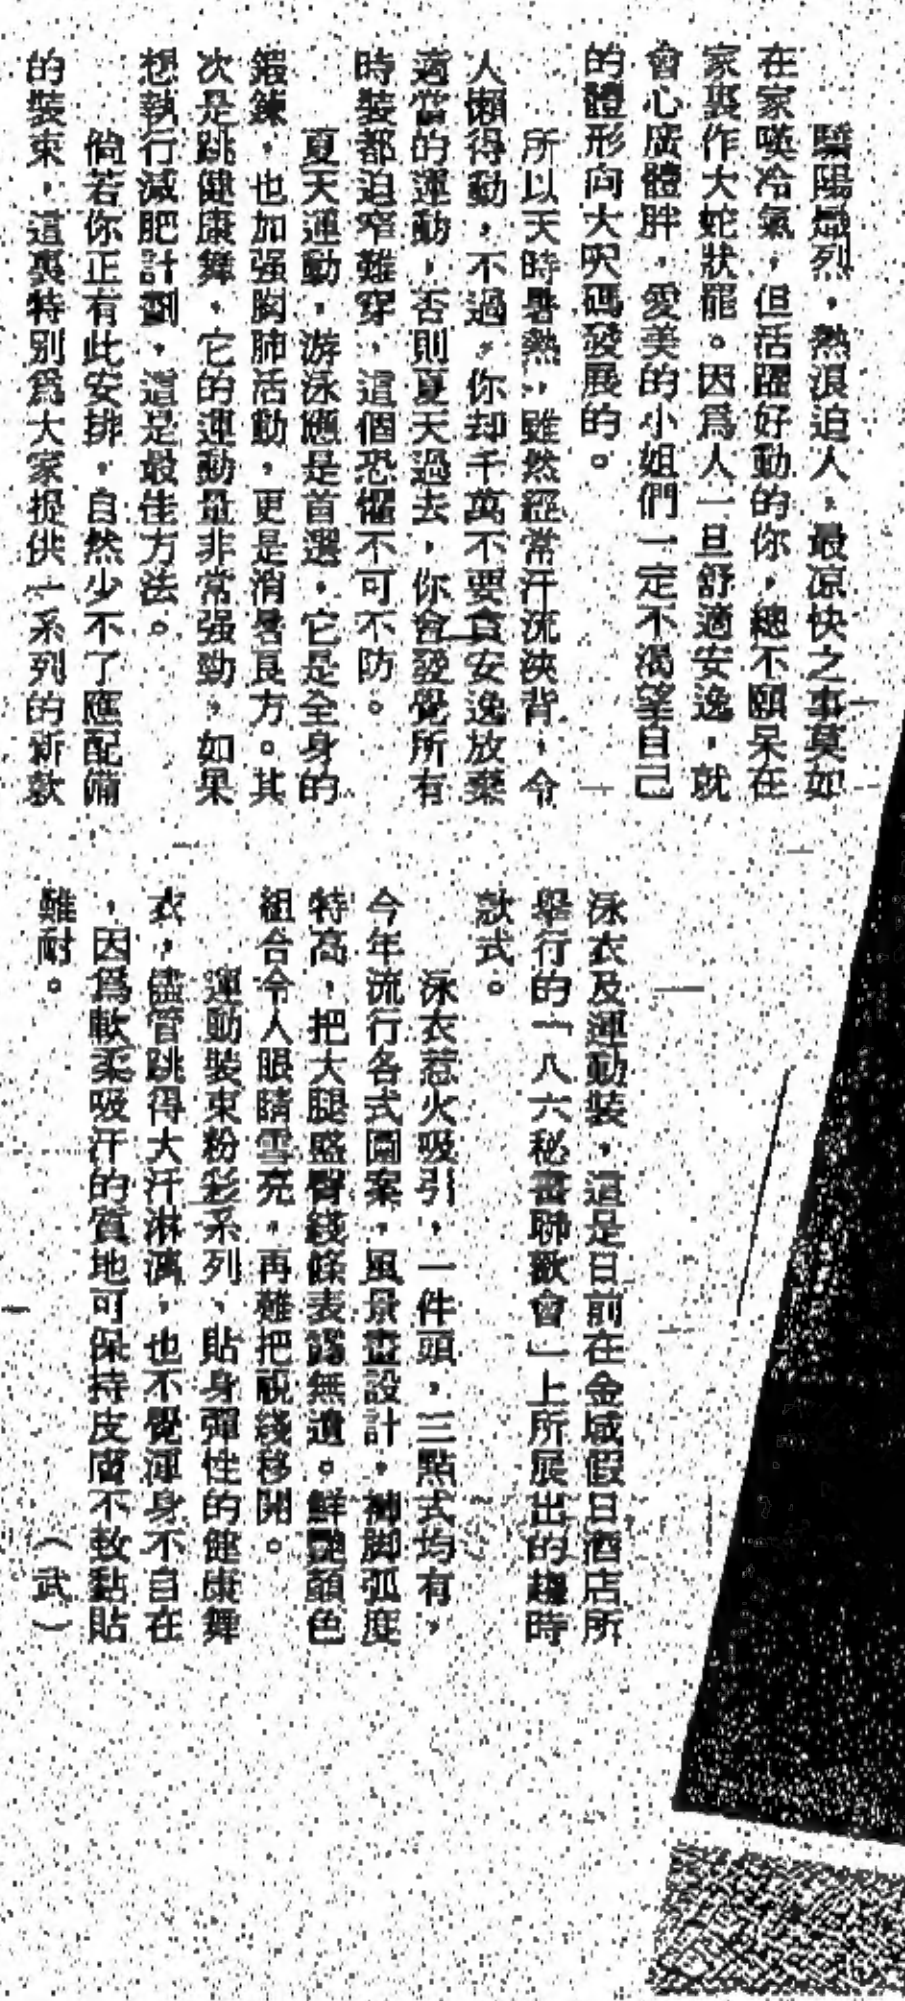 驕陽熾烈，熱浪迫人，最凉快之事莫如
在家嘆冷氣，但活躍好動的你，總不願呆在
家裏作大蛇狀罷。因爲人一旦舒適安逸，就
會心廣體胖，愛美的小姐們一定不渴望自己
的體形向大呎碼發展的。
所以天時暑熱，雖然經常汗流浹背，令
人懶得動，不過，你却千萬不要貪安逸放棄
適當的運動，否則夏天過去，你會發覺所有
時裝都迫窄難穿，這個恐懼不可不防。
夏天運動，游泳應是首選，它是全身的
鍛鍊，也加强胸肺活動，更是消暑良方。其
次是跳健康舞，它的運動量非常强勁，如果
想執行減肥計劃，這是最佳方法。
倘若你正有此安排，自然少不了應配備
的裝束，這裏特别爲大家提供一系列的新款
泳衣及運動裝，這是日前在金域假日酒店所
舉行的「八六秘書聯歡會」上所展出的趨時
款式。
泳衣惹火吸引，一件頭，三點式均有，
今年流行各式圖案，風景畫設計，褲脚弧度
特高，把大腿盛臀綫條表露無遺。鮮艷顔色
組合令人眼睛雪亮，再難把視綫移開。
運動裝束粉彩系列，貼身彈性的健康舞
衣，儘管跳得大汗淋漓，也不覺渾身不自在
，因爲軟柔吸汗的質地可保持皮膚不致黏貼
難耐。（武）